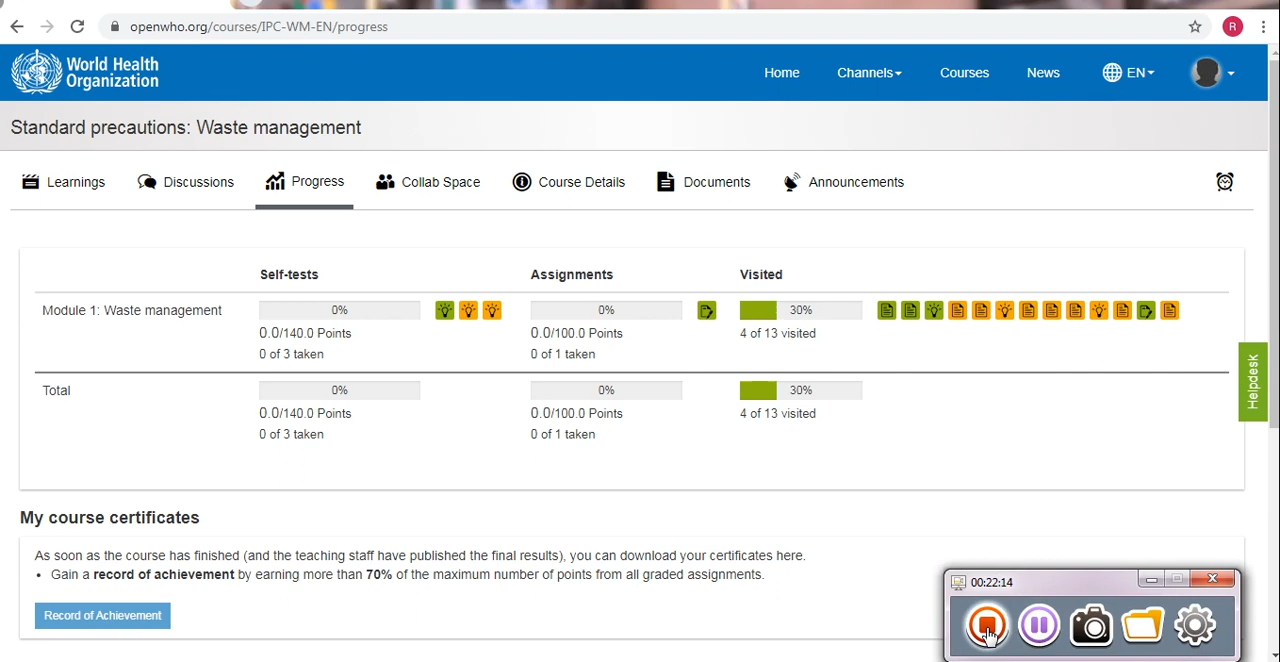 openwho.org/courses/IPC-WM-EN/progress
R
World Health
Organization
Home Channels Courses News EN
Standard precautions: Waste management
Learnings Discussions Progress Collab Space Course Details Documents Announcements
Self-tests Assignments Visited
Module 1: Waste management 0% 0% 30%
0.0/140.0 Points 0.0/100.0 Points 4 of 13 visited
0 of 3 taken 0 of 1 taken
Total 0% 0% 30%
0.0/140.0 Points 0.0/100.0 Points 4 of 13 visited
0 of 3 taken 0 of 1 taken
Helpdesk
My course certificates
As soon as the course has finished (and the teaching staff have published the final results), you can download your certificates here.
• Gain a record of achievement by earning more than 70% of the maximum number of points from all graded assignments.
Record of Achievement
00:22:14